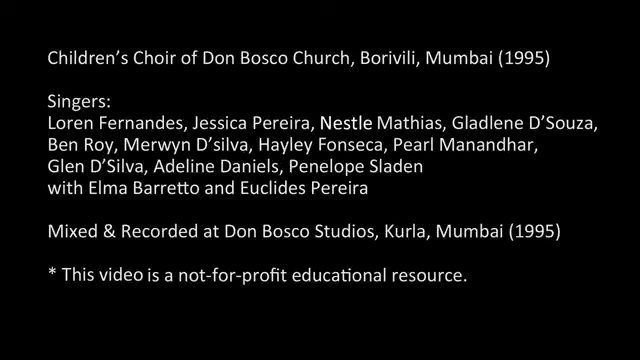 Children’s Choir of Don Bosco Church, Borivili, Mumbai (1995)
Singers:
Loren Fernandes, Jessica Pereira, Nestle Mathias, Gladlene D’Souza,
Ben Roy, Merwyn D’silva, Hayley Fonseca, Pearl Manandhar,
Glen D’Silva, Adeline Daniels, Penelope Sladen
with Elma Barretto and Euclides Pereira
Mixed & Recorded at Don Bosco Studios, Kurla, Mumbai (1995)
* This video is a not-for-profit educational resource.